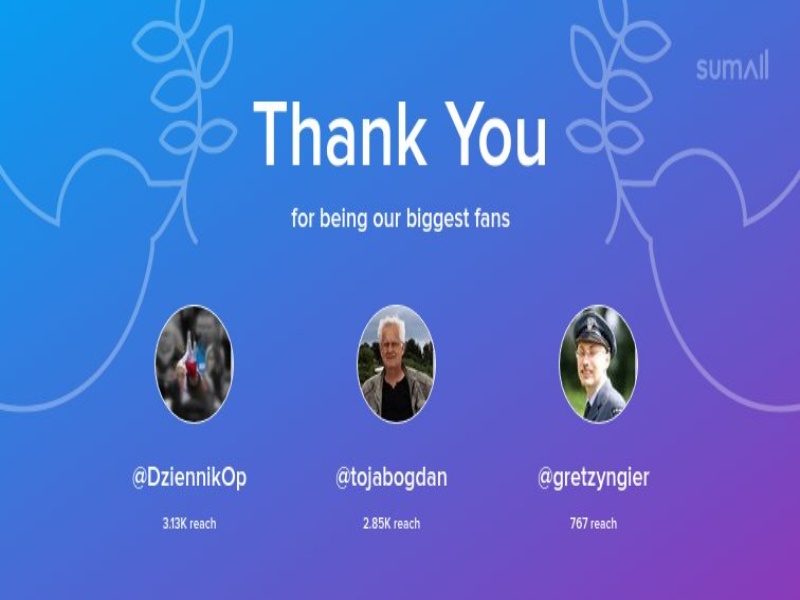 sumall
Thank You
for being our biggest fans
@DziennikOp @tojabogdan @gretzyngier
3.13K reach 2.85K reach 767 reach